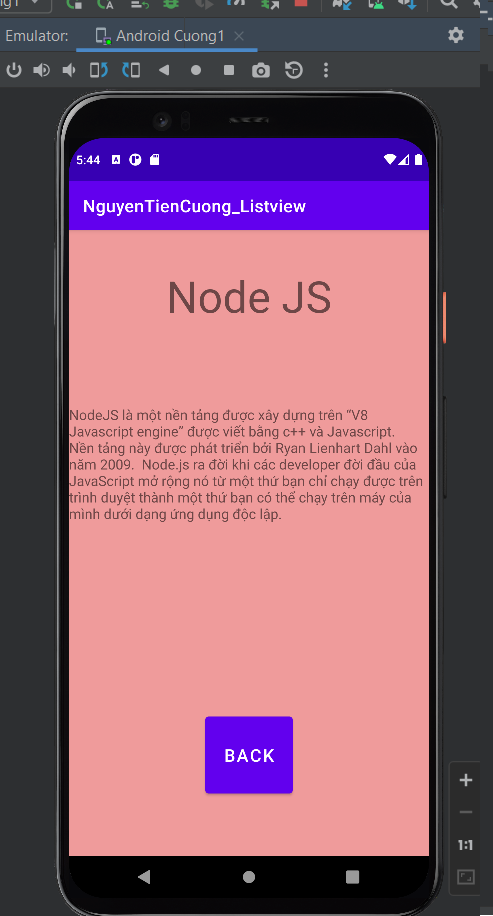 Emulator:
Android Cuong1
5:44
NguyenTienCuong_Listview
Node JS
NodeJS là một nền tảng được xây dựng trên “V8
Javascript engine” được viết bằng c++ và Javascript.
Nền tảng này được phát triển bởi Ryan Lienhart Dahl vào
năm 2009.  Node.js ra đời khi các developer đời đầu của
JavaScript mở rộng nó từ một thứ bạn chỉ chạy được trên
trình duyệt thành một thứ bạn có thể chạy trên máy của
mình dưới dạng ứng dụng độc lập.
BACK
1:1